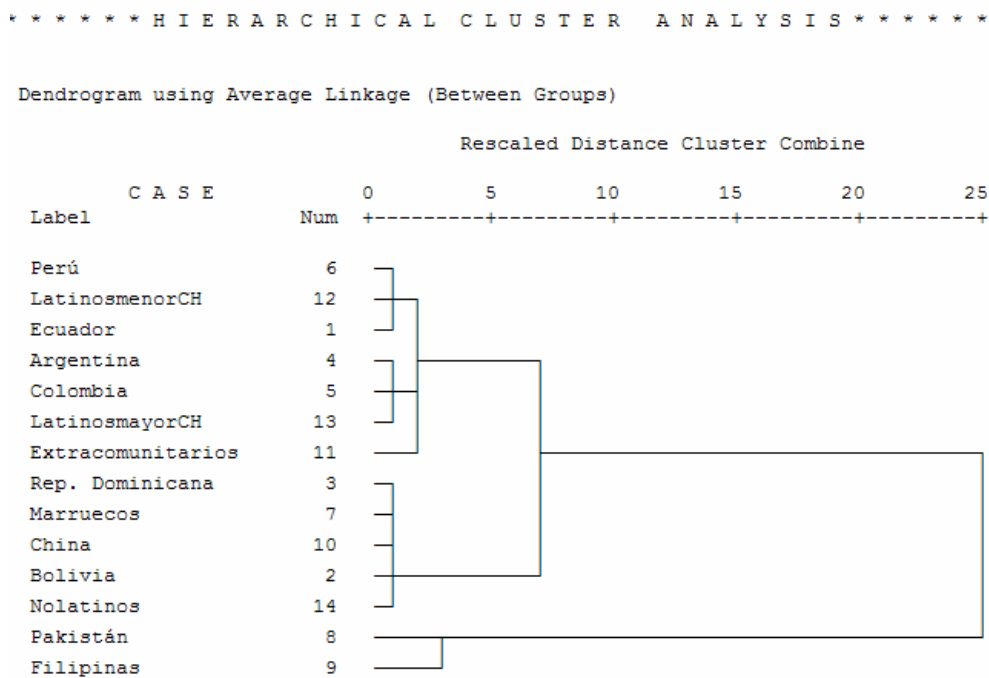 * * * * * * H I E R A R C H I C A L C L U S T E R A N A L Y S I S * * * * * *
Dendrogram using Average Linkage (Between Groups)
Rescaled Distance Cluster Combine
C A S E 0 5 10 15 20 25
Label Num +---------+---------+---------+---------+---------+
Perú 6
LatinosmenorCH 12
Ecuador 1
Argentina 4
Colombia 5
LatinosmayorCH 13
Extracomunitarios 11
Rep. Dominicana 3
Marruecos 7
China 10
Bolivia 2
Nolatinos 14
Pakistán 8
Filipinas 9